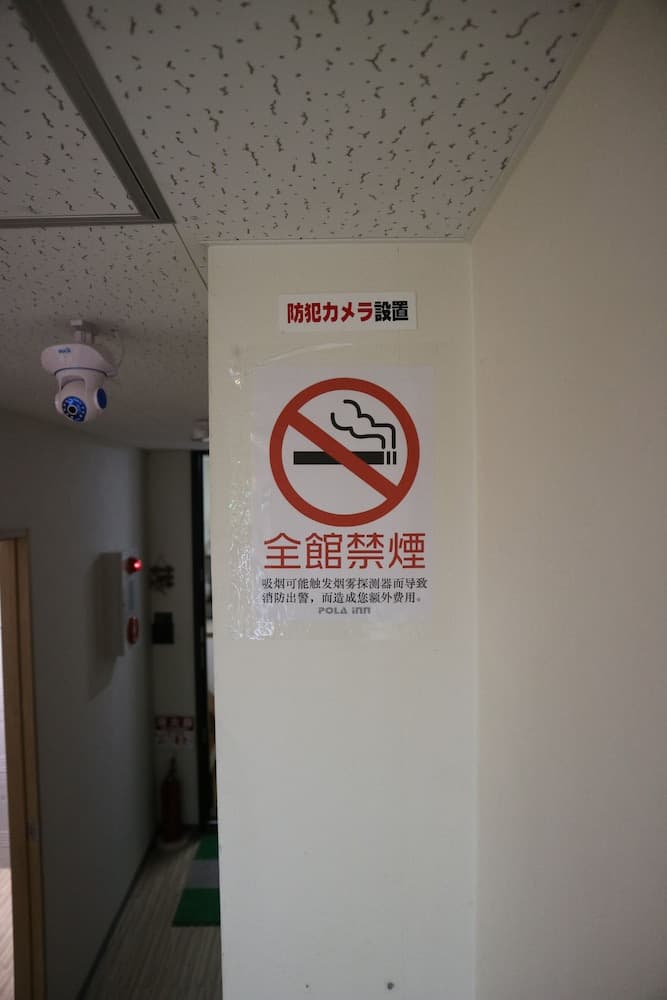 防犯カメラ設置
全館禁煙
吸烟可能触发烟雾探测器而导致
消防出警，而造成您额外费用。
POLA inn